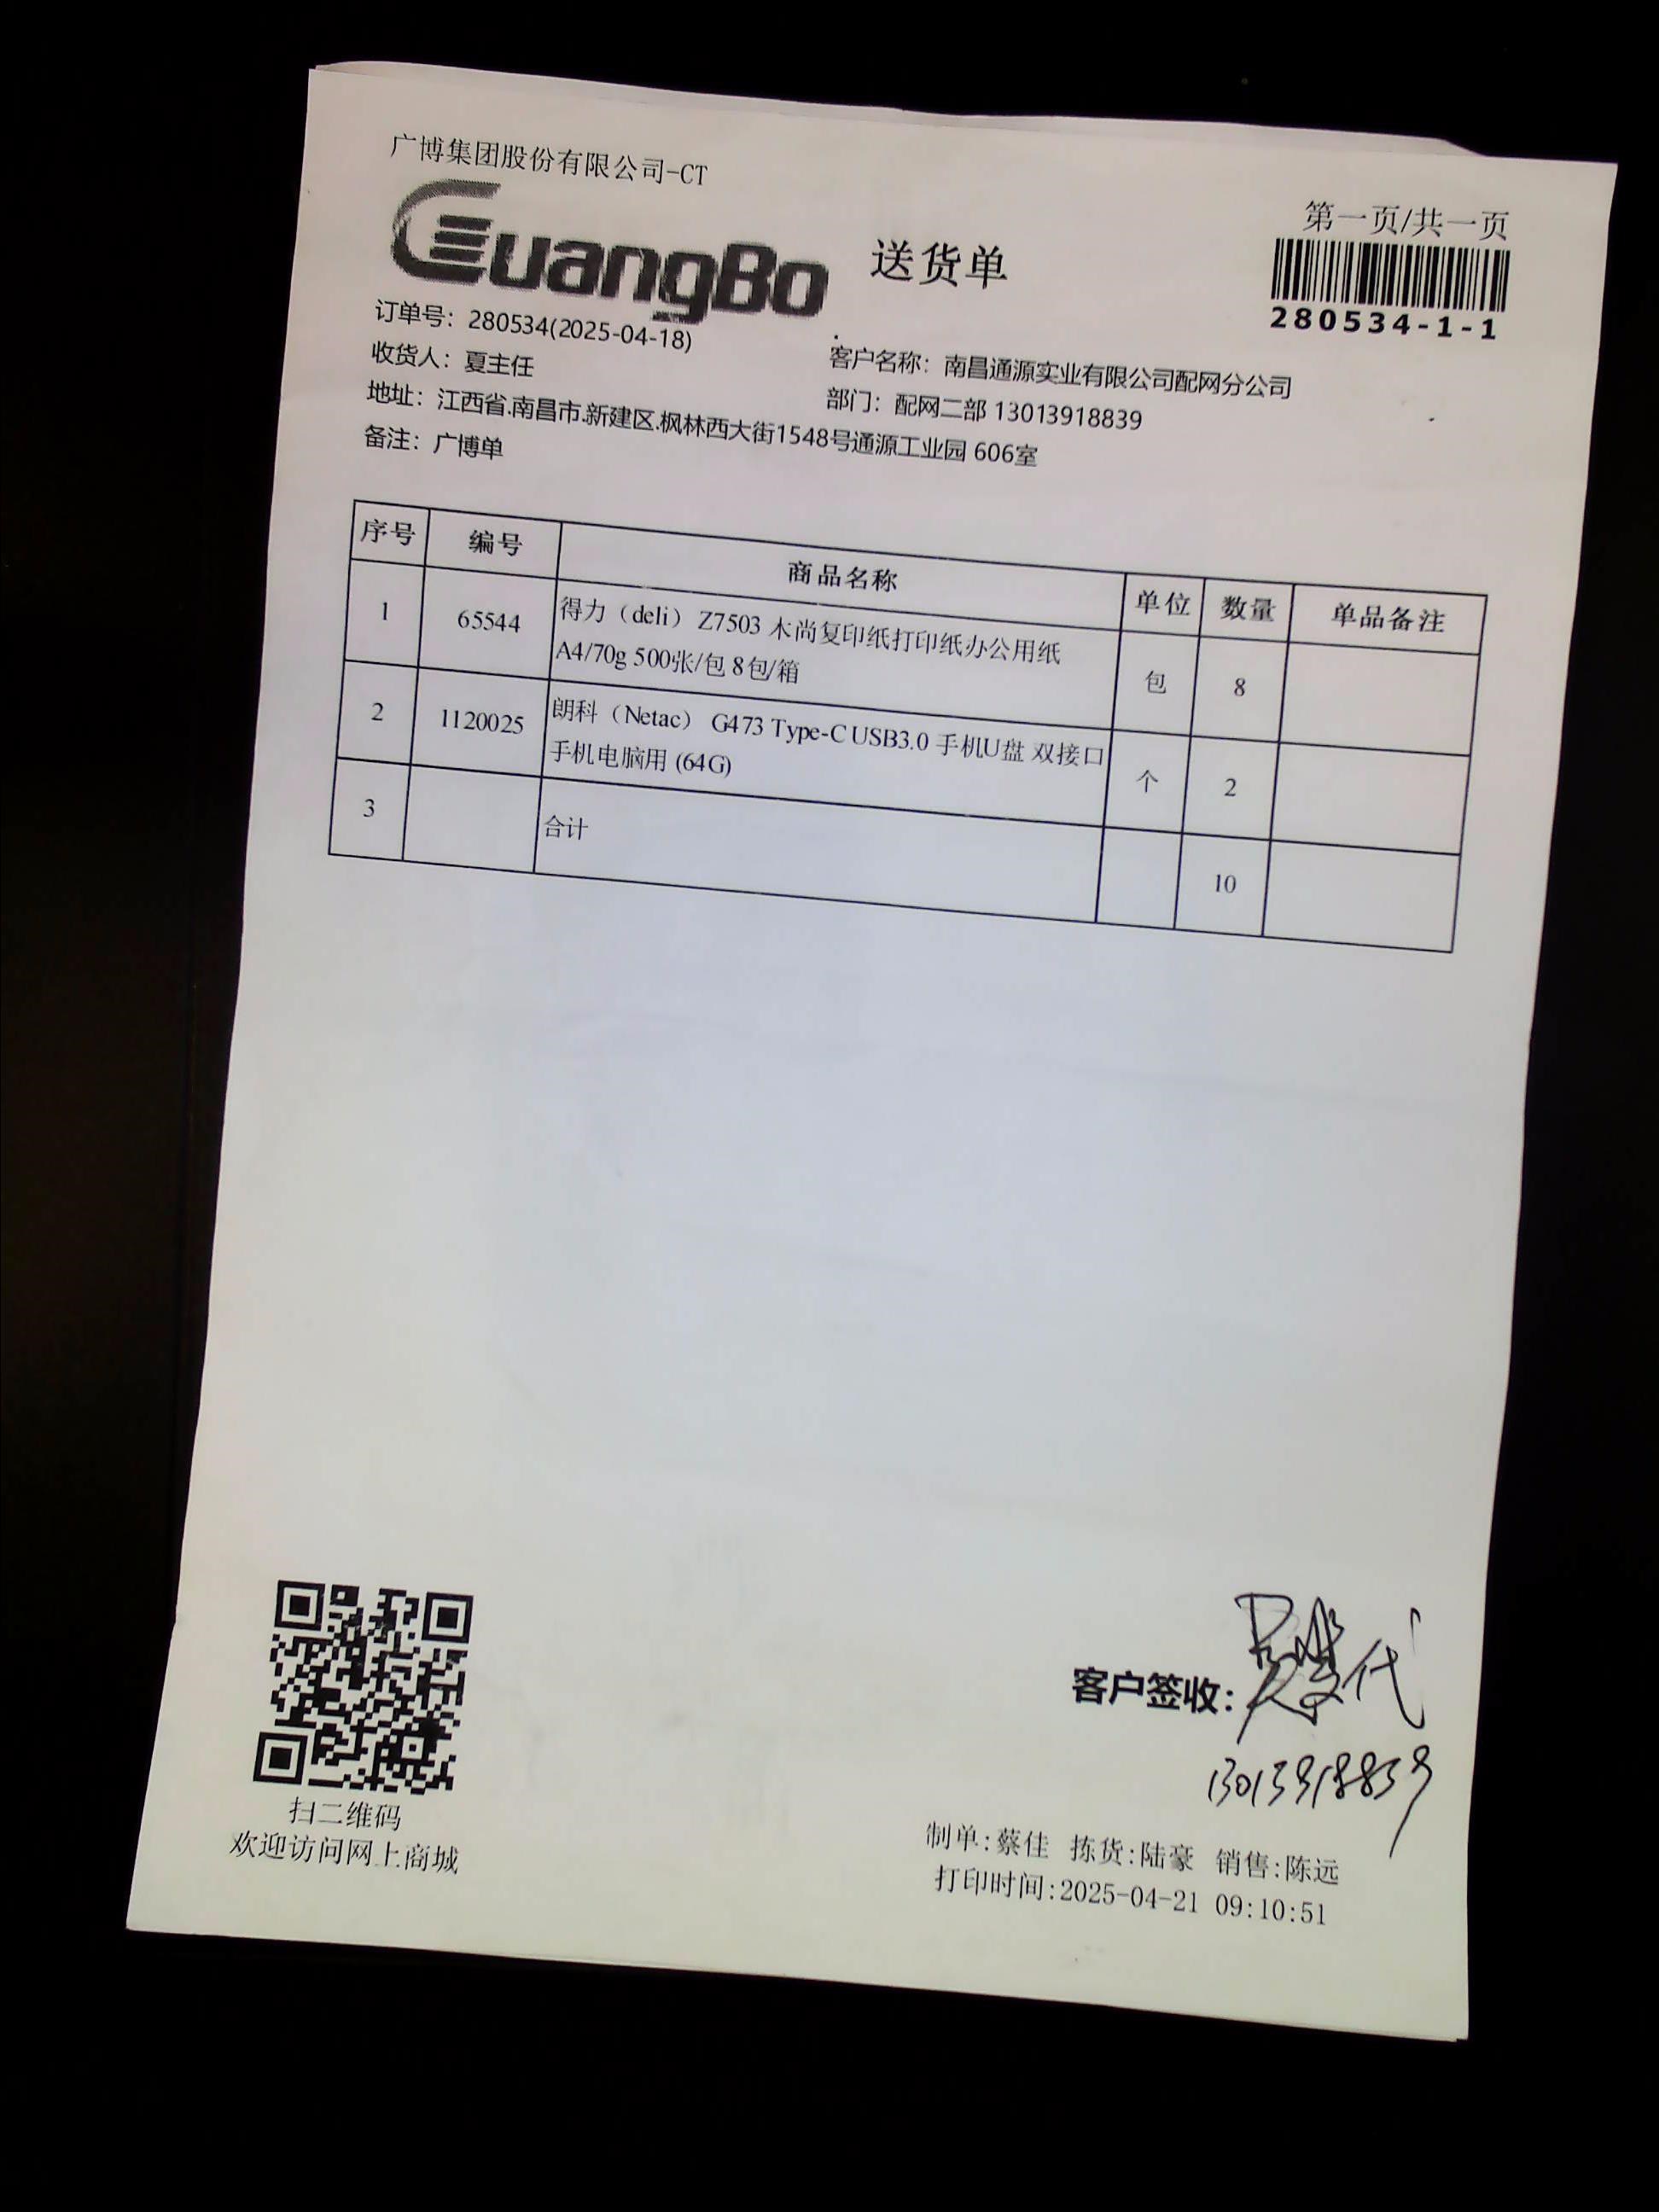 广博集团股份有限公司-CT
GuangBo
送货单
第一页/共一页
280534-1-1
订单号：280534(2025-04-18)
收货人：夏主任
客户名称：南昌通源实业有限公司配网分公司
部门：配网二部 13013918839
地址：江西省.南昌市.新建区.枫林西大街1548号通源工业园 606室
备注：广博单
序号 编号 商品名称 单位 数量 单品备注
1 65544 得力（deli）Z7503 木尚复印纸打印纸办公用纸 包 8
A4/70g 500张/包 8包/箱
2 1120025 朗科（Netac） G473 Type-C USB3.0 手机U盘 双接口 个 2
手机电脑用 (64G)
3 合计 10
扫二维码
欢迎访问网上商城
客户签收：
代
13013918839
制单:蔡佳 拣货:陆豪 销售:陈远
打印时间:2025-04-21 09:10:51